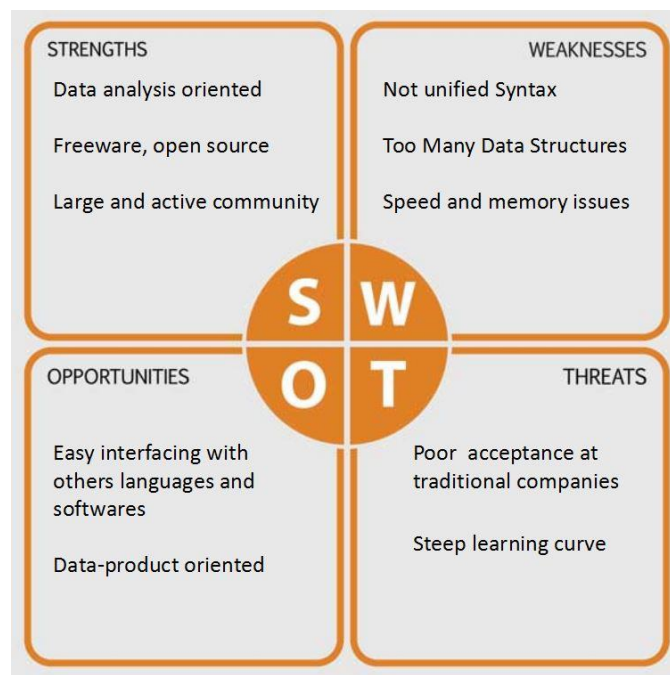 STRENGTHS
Data analysis oriented
Freeware, open source
Large and active community
WEAKNESSES
Not unified Syntax
Too Many Data Structures
Speed and memory issues
S W
O T
OPPORTUNITIES
Easy interfacing with
others languages and
softwares
Data-product oriented
THREATS
Poor acceptance at
traditional companies
Steep learning curve